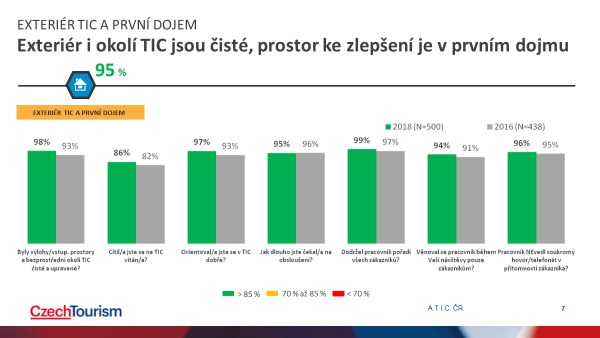 EXTERIÉR TIC A PRVNÍ DOJEM
Exteriér i okolí TIC jsou čisté, prostor ke zlepšení je v prvním dojmu
95 %
EXTERIÉR TIC A PRVNÍ DOJEM
2018 (N=500) 2016 (N=438)
98% 93% 86% 82% 97% 93% 95% 96% 99% 97% 94% 91% 96% 95%
Byly výlohy/vstup. prostory
a bezprostřední okolí TIC
čisté a upravené?
Cítil/a jste se na TIC
vítán/a?
Orientoval/a jste se v TIC
dobře?
Jak dlouho jste čekal/a na
obsloužení?
Dodržel pracovník pořadí
všech zákazníků?
Věnoval se pracovník během
Vaší návštěvy pouze
zákazníkům?
Pracovník NEvedl soukromý
hovor/telefonát v
přítomnosti zákazníka?
> 85 % 70 % až 85 % < 70 %
CzechTourism
A.T.I.C. ČR
7